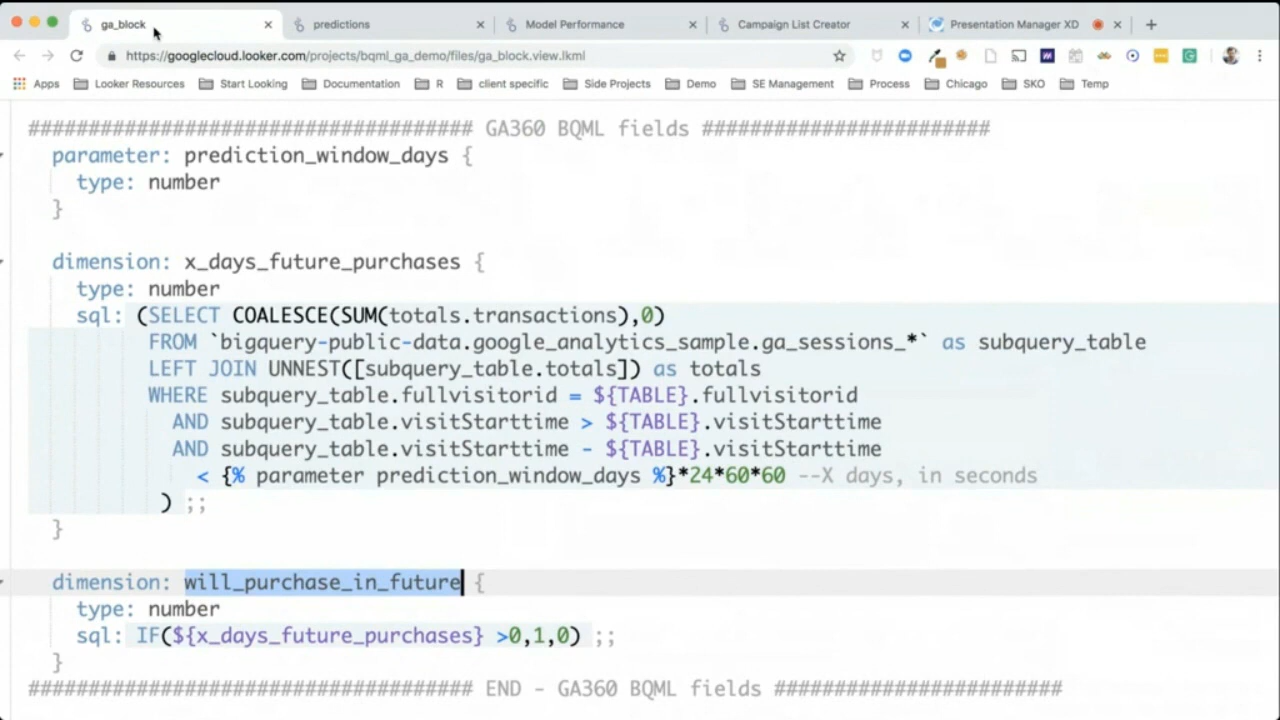 ga_block
predictions
Model Performance
Campaign List Creator
Presentation Manager XD
https://googlecloud.looker.com/projects/bqml_ga_demo/files/ga_block.view.lkml
Apps
Looker Resources
Start Looking
Documentation
R
client specific
Side Projects
Demo
SE Management
Process
Chicago
SKO
Temp
##################################### GA360 BQML fields ########################
parameter: prediction_window_days {
type: number
}
dimension: x_days_future_purchases {
type: number
sql: (SELECT COALESCE(SUM(totals.transactions),0)
FROM `bigquery-public-data.google_analytics_sample.ga_sessions_*` as subquery_table
LEFT JOIN UNNEST([subquery_table.totals]) as totals
WHERE subquery_table.fullvisitorid = ${TABLE}.fullvisitorid
AND subquery_table.visitStarttime > ${TABLE}.visitStarttime
AND subquery_table.visitStarttime - ${TABLE}.visitStarttime
< {% parameter prediction_window_days %}*24*60*60 --X days, in seconds
) ;;
}
dimension: will_purchase_in_future {
type: number
sql: IF(${x_days_future_purchases} >0,1,0) ;;
}
##################################### END - GA360 BQML fields ########################